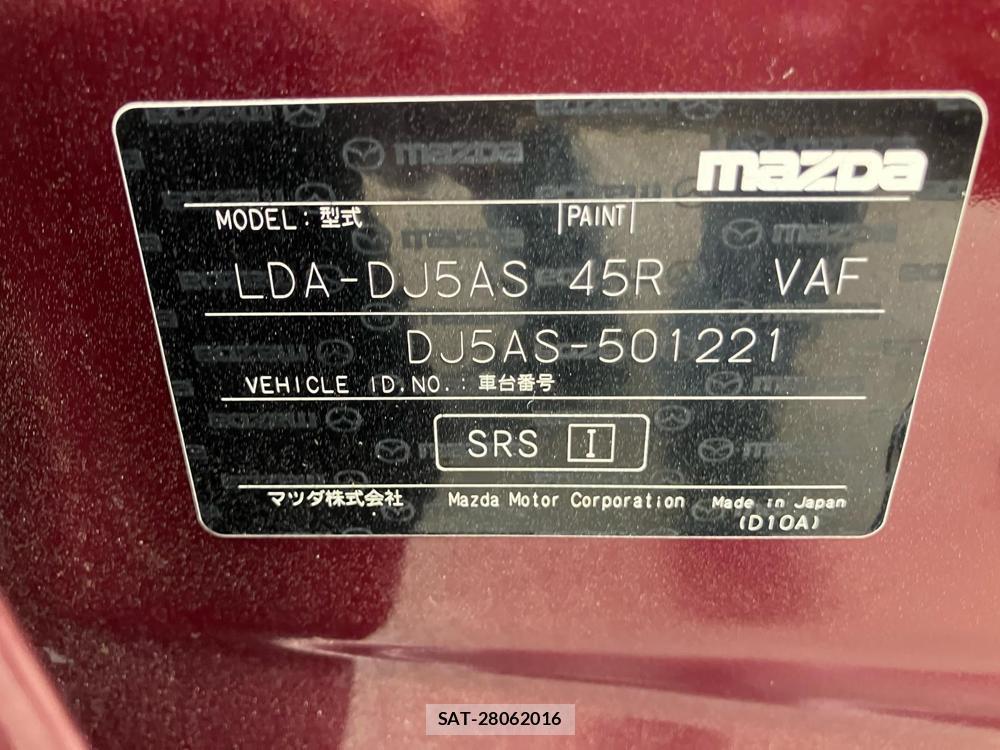 mazda
MODEL : 型式 PAINT
LDA-DJ5AS 45R VAF
DJ5AS-501221
VEHICLE ID.NO. : 車台番号
SRS I
マツダ株式会社 Mazda Motor Corporation Made in Japan
(D10A)
SAT-28062016